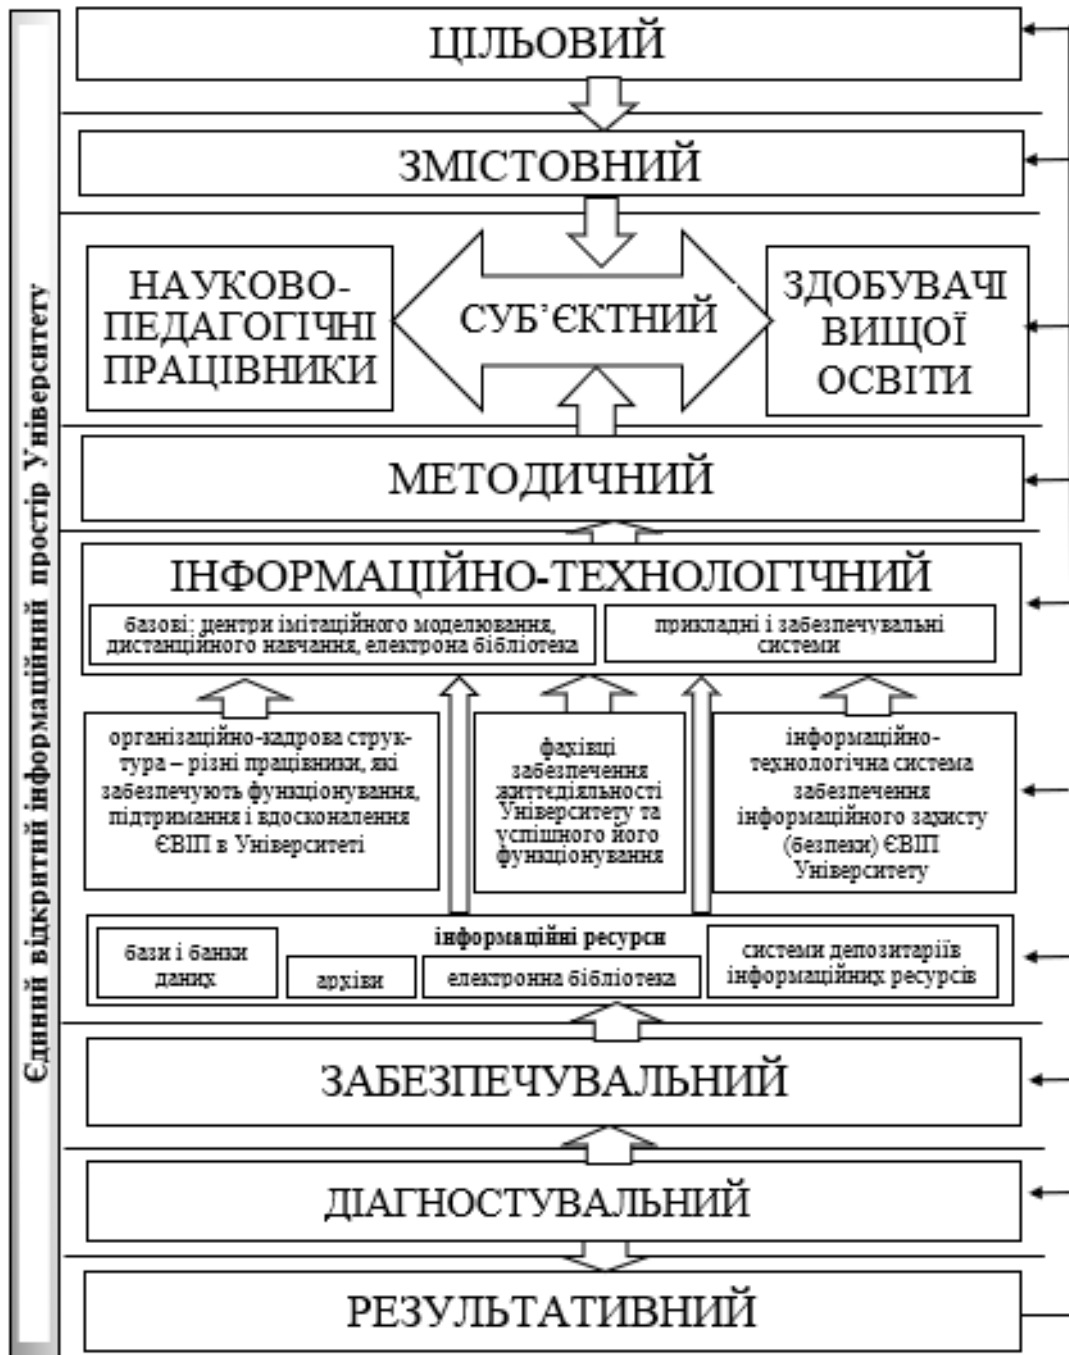 Єдиний відкритий інформаційний простір Університету
ЦІЛЬОВИЙ
ЗМІСТОВНИЙ
НАУКОВО-
ПЕДАГОГІЧНІ
ПРАЦІВНИКИ
СУБ’ЄКТНИЙ
ЗДОБУВАЧІ
ВИЩОЇ
ОСВІТИ
МЕТОДИЧНИЙ
ІНФОРМАЦІЙНО-ТЕХНОЛОГІЧНИЙ
базові: центри імітаційного моделювання,
дистанційного навчання, електрона бібліотека
прикладні і забезпечувальні
системи
організаційно-кадрова струк-
тура – різні працівники, які
забезпечують функціонування,
підтримання і вдосконалення
ЄВІП в Університеті
фахівці
забезпечення
життєдіяльності
Університету та
успішного його
функціонування
інформаційно-
технологічна система
забезпечення
інформаційного захисту
(безпеки) ЄВІП
Університету
інформаційні ресурси
бази і банки
даних
архіви
електронна бібліотека
системи депозитаріїв
інформаційних ресурсів
ЗАБЕЗПЕЧУВАЛЬНИЙ
ДІАГНОСТУВАЛЬНИЙ
РЕЗУЛЬТАТИВНИЙ